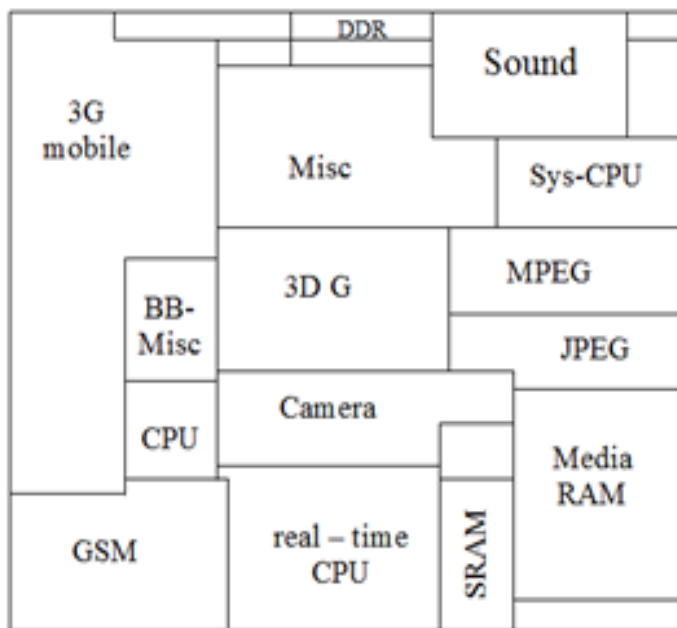 DDR
Sound
3G
mobile
Misc
Sys-CPU
3D G
MPEG
BB-
Misc
JPEG
Camera
CPU
Media
RAM
GSM
real – time
CPU
SRAM